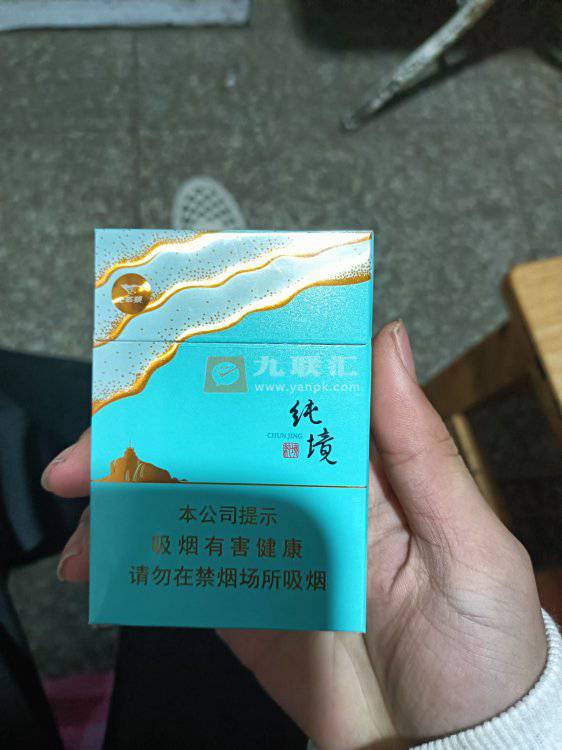 九联汇
www.yanpk.com
纯境
CHUN JING
本公司提示
吸烟有害健康
请勿在禁烟场所吸烟